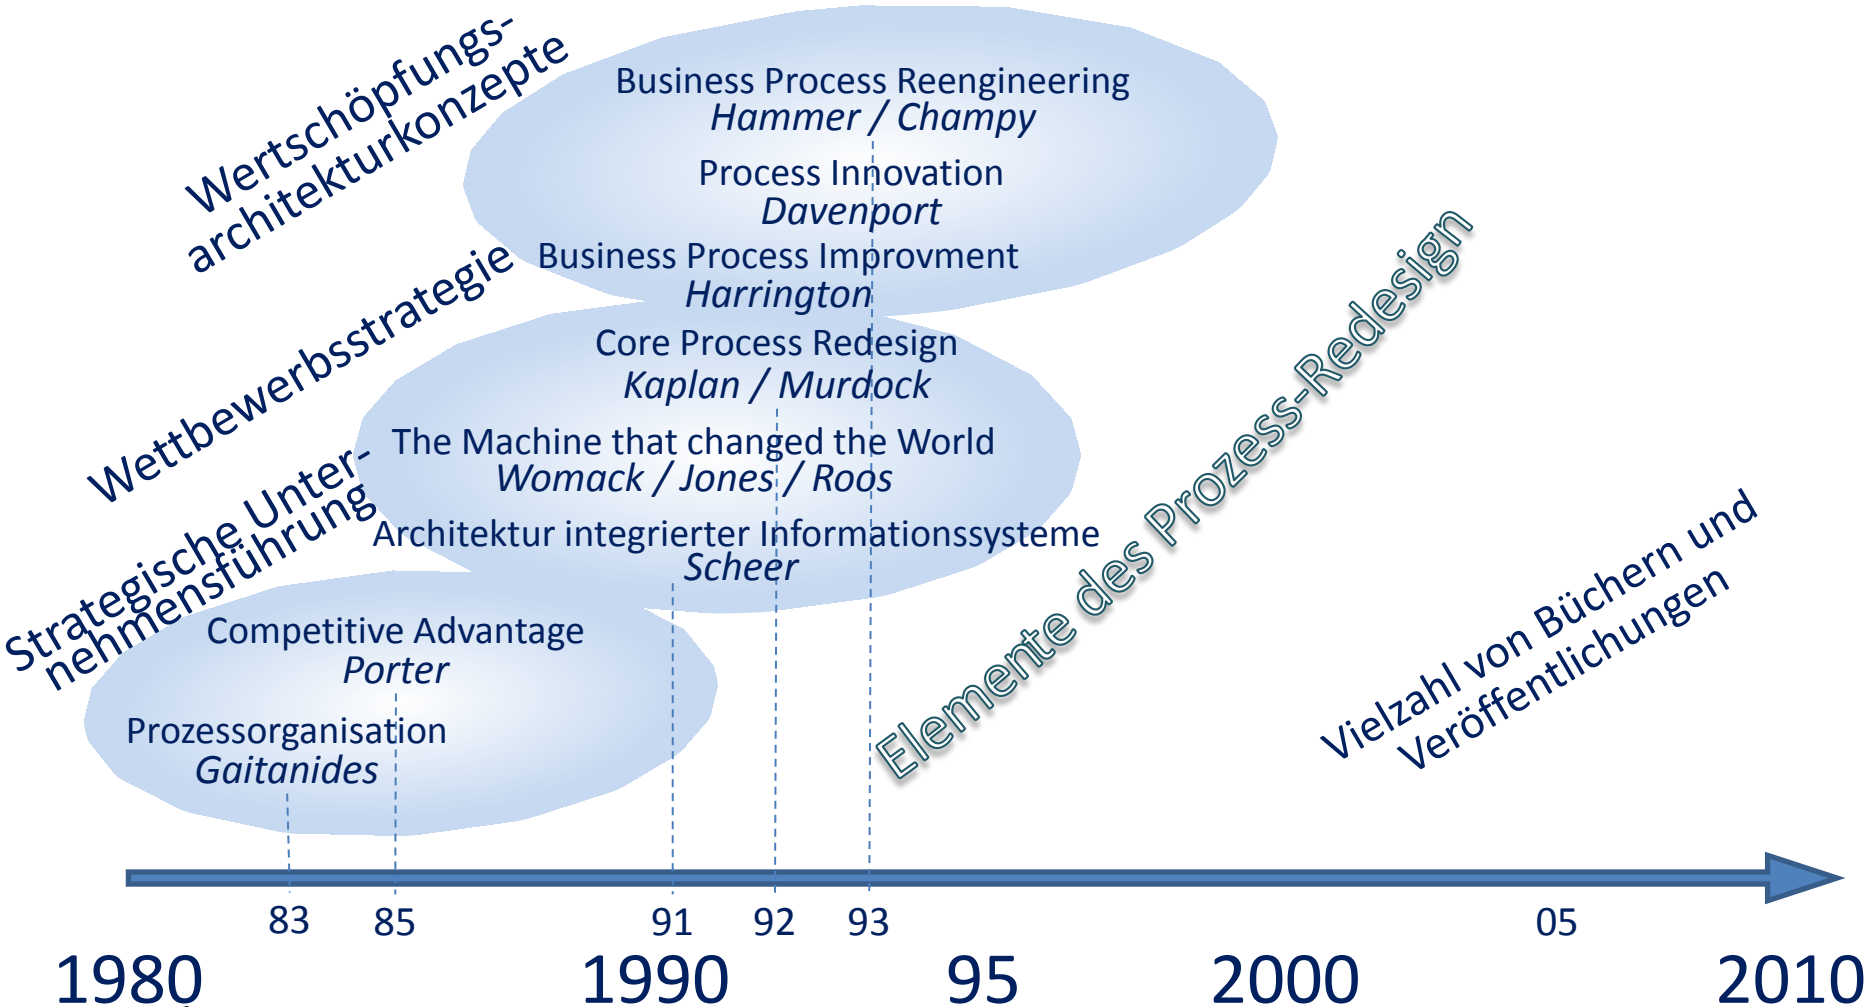 Wertschöpfungs-
architekturkonzepte
Business Process Reengineering
Hammer / Champy
Process Innovation
Davenport
Business Process Improvment
Harrington
Wettbewerbsstrategie
Core Process Redesign
Kaplan / Murdock
The Machine that changed the World
Womack / Jones / Roos
Architektur integrierter Informationssysteme
Scheer
Strategische Unter-
nehmensführung
Competitive Advantage
Porter
Prozessorganisation
Gaitanides
Elemente des Prozess-Redesign
Vielzahl von Büchern und
Veröffentlichungen
83 85 91 92 93 05
1980 1990 95 2000 2010